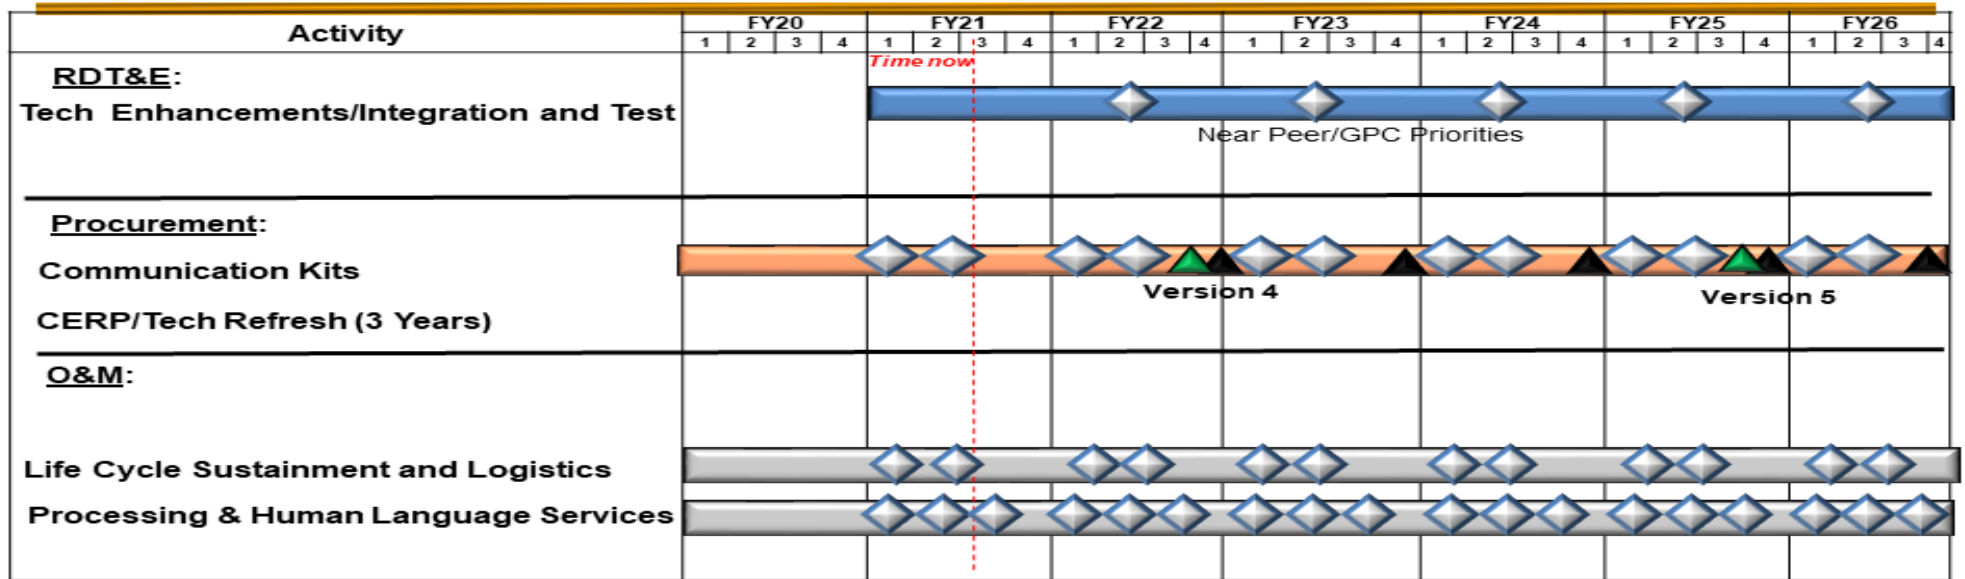 Activity FY20 FY21 FY22 FY23 FY24 FY25 FY26
1 2 3 4 1 2 3 4 1 2 3 4 1 2 3 4 1 2 3 4 1 2 3 4 1 2 3 4
Time now
RDT&E:
Tech Enhancements/Integration and Test
Near Peer/GPC Priorities
Procurement:
Communication Kits
Version 4 Version 5
CERP/Tech Refresh (3 Years)
O&M:
Life Cycle Sustainment and Logistics
Processing & Human Language Services